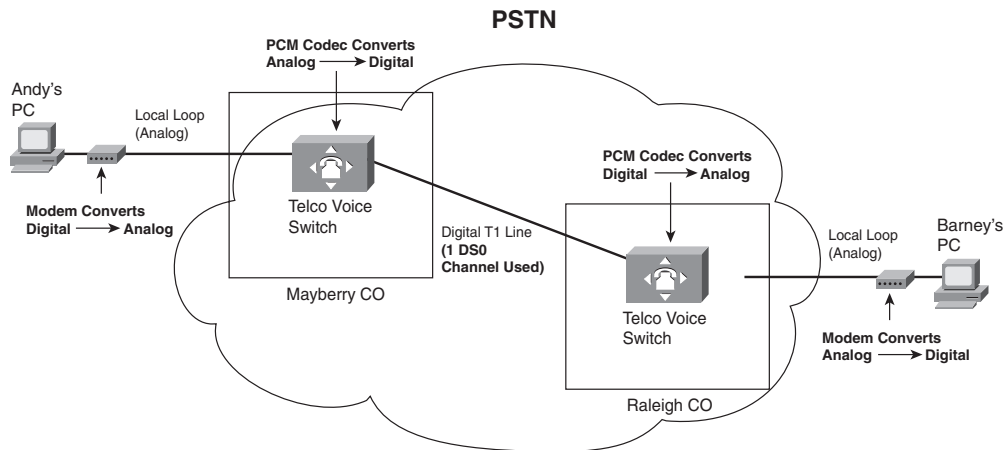 PSTN
PCM Codec Converts
Analog → Digital
Andy's
PC
Local Loop
(Analog)
Modem Converts
Digital → Analog
Telco Voice
Switch
Mayberry CO
Digital T1 Line
(1 DS0
Channel Used)
PCM Codec Converts
Digital → Analog
Telco Voice
Switch
Raleigh CO
Local Loop
(Analog)
Barney's
PC
Modem Converts
Analog → Digital